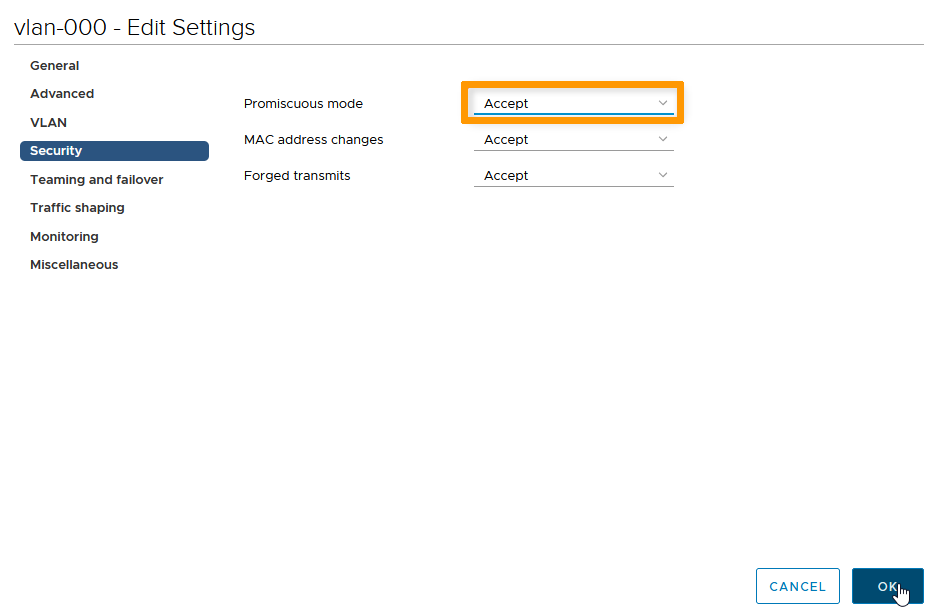 vlan-000 - Edit Settings
General
Advanced
VLAN
Security
Teaming and failover
Traffic shaping
Monitoring
Miscellaneous
Promiscuous mode Accept
MAC address changes Accept
Forged transmits Accept
CANCEL OK